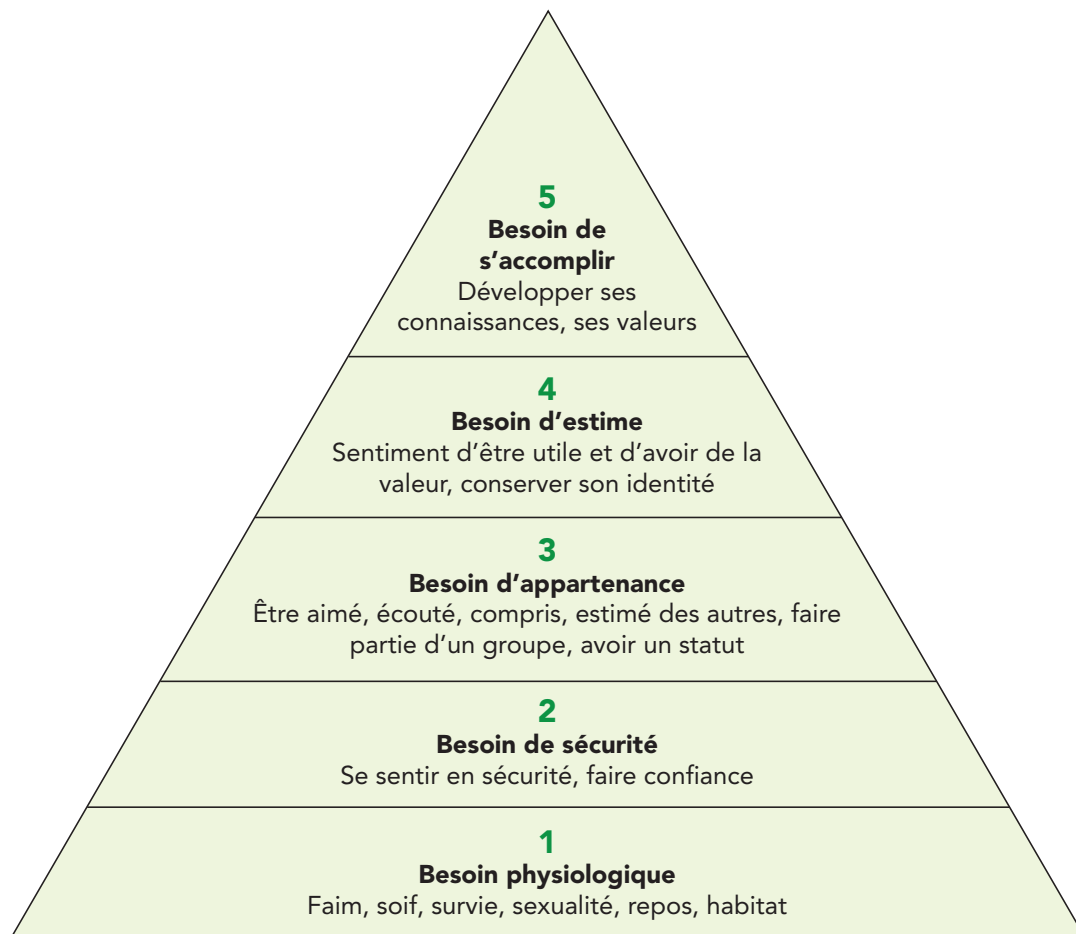 5
Besoin de
s’accomplir
Développer ses
connaissances, ses valeurs
4
Besoin d’estime
Sentiment d’être utile et d’avoir de la
valeur, conserver son identité
3
Besoin d’appartenance
Être aimé, écouté, compris, estimé des autres, faire
partie d’un groupe, avoir un statut
2
Besoin de sécurité
Se sentir en sécurité, faire confiance
1
Besoin physiologique
Faim, soif, survie, sexualité, repos, habitat